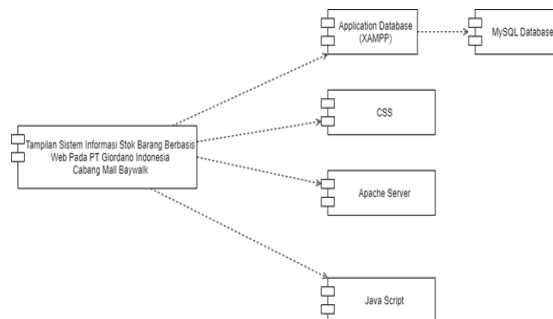 Application Database
(XAMPP)
MySQL Database
CSS
Tampilan Sistem Informasi Stok Barang Berbasis
Web Pada PT Giordano Indonesia
Cabang Mall Baywalk
Apache Server
Java Script